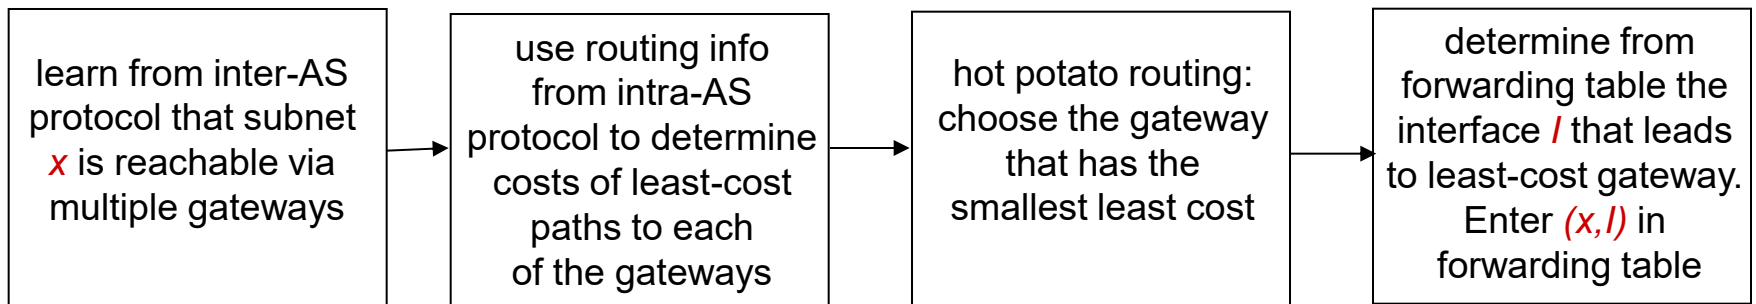 learn from inter-AS
protocol that subnet
x is reachable via
multiple gateways
use routing info
from intra-AS
protocol to determine
costs of least-cost
paths to each
of the gateways
hot potato routing:
choose the gateway
that has the
smallest least cost
determine from
forwarding table the
interface I that leads
to least-cost gateway.
Enter (x,I) in
forwarding table